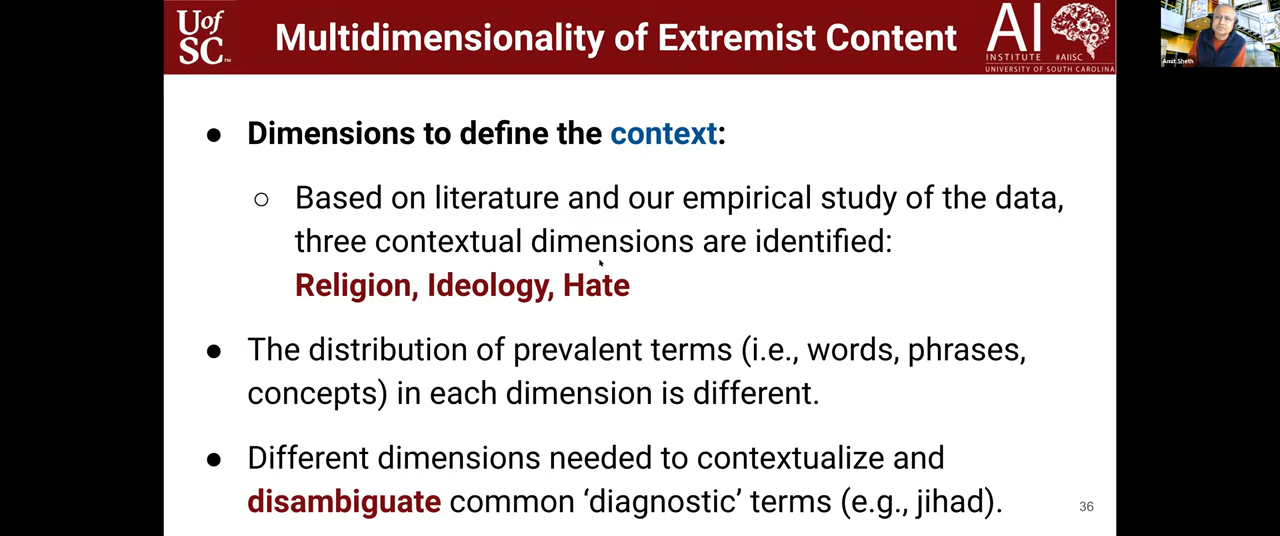 U of
SC™
Multidimensionality of Extremist Content
AI
INSTITUTE #AIISC
UNIVERSITY OF SOUTH CAROLINA
Amit Sheth
● Dimensions to define the context:
○ Based on literature and our empirical study of the data,
three contextual dimensions are identified:
Religion, Ideology, Hate
● The distribution of prevalent terms (i.e., words, phrases,
concepts) in each dimension is different.
● Different dimensions needed to contextualize and
disambiguate common ‘diagnostic’ terms (e.g., jihad).
36